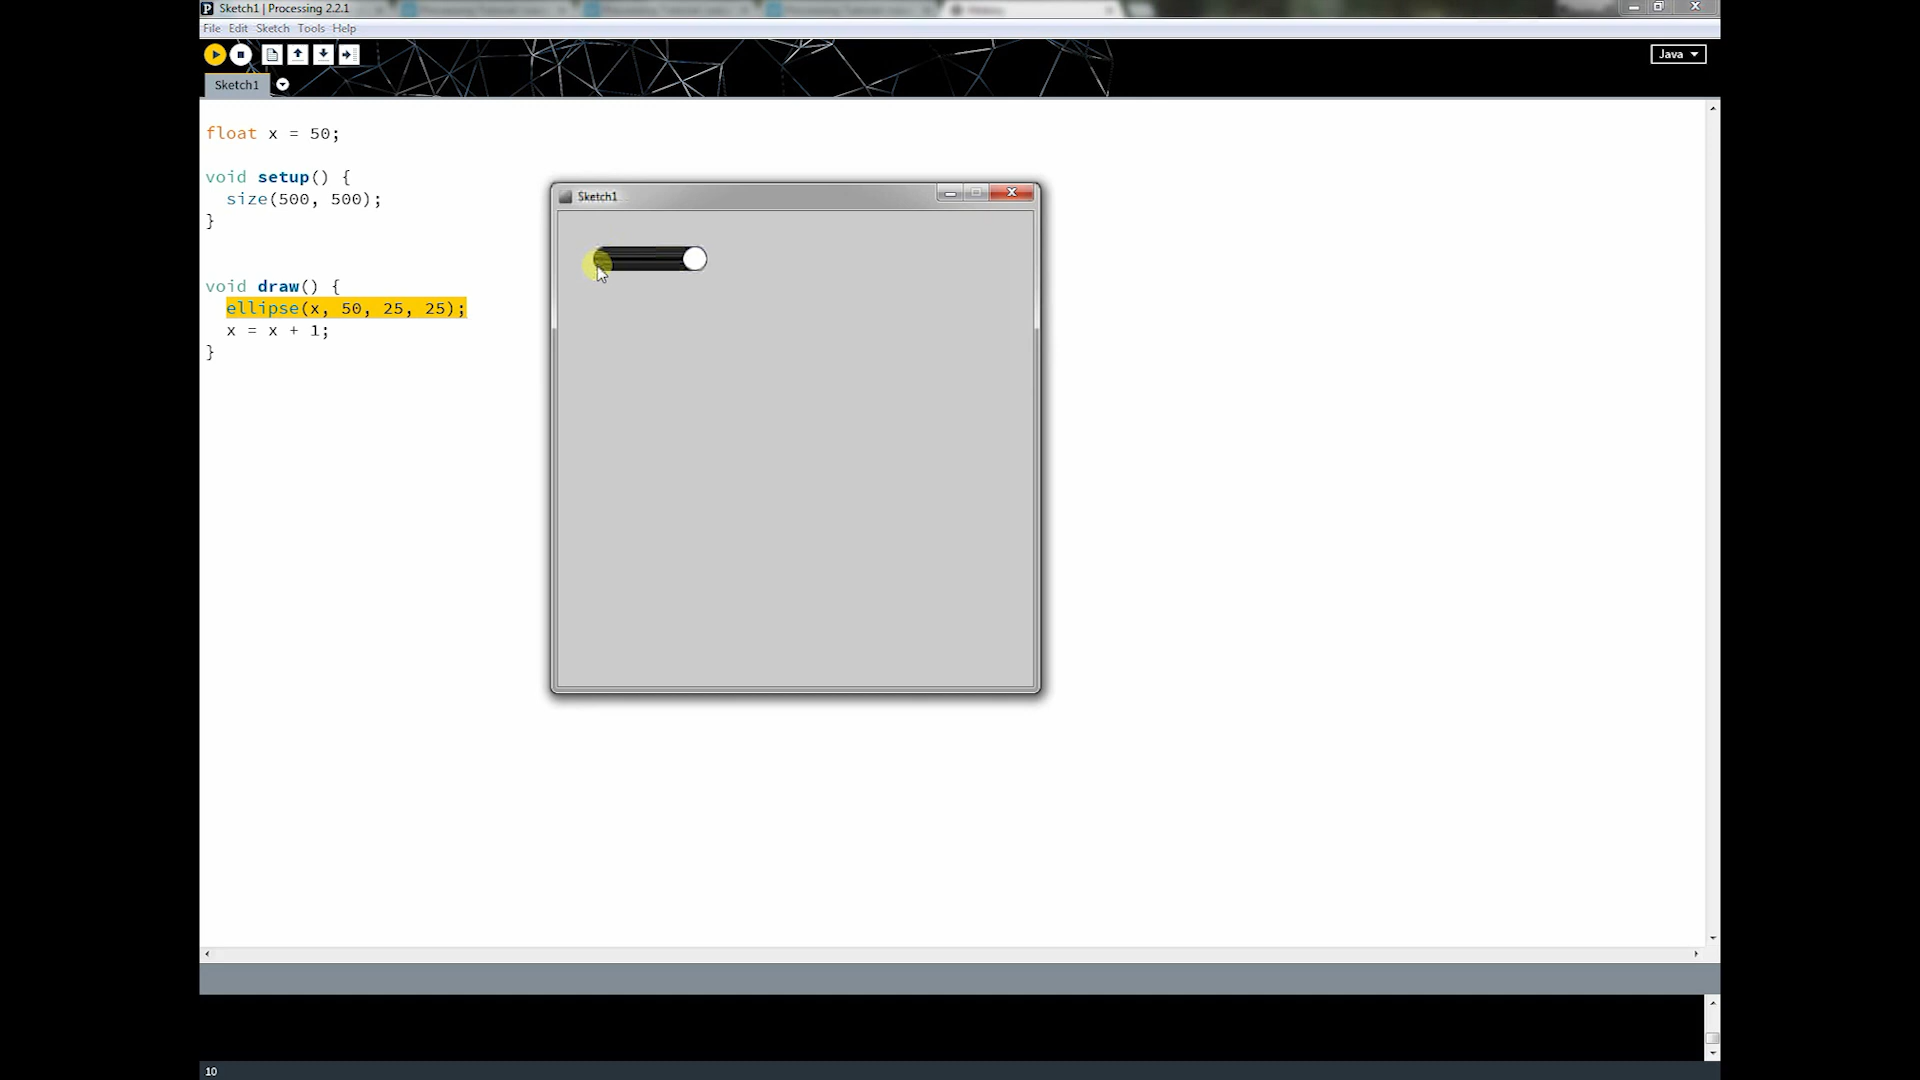 Sketch1 | Processing 2.2.1
File Edit Sketch Tools Help
Java
Sketch1
float x = 50;
void setup() {
size(500, 500);
}
void draw() {
ellipse(x, 50, 25, 25);
x = x + 1;
}
Sketch1
10